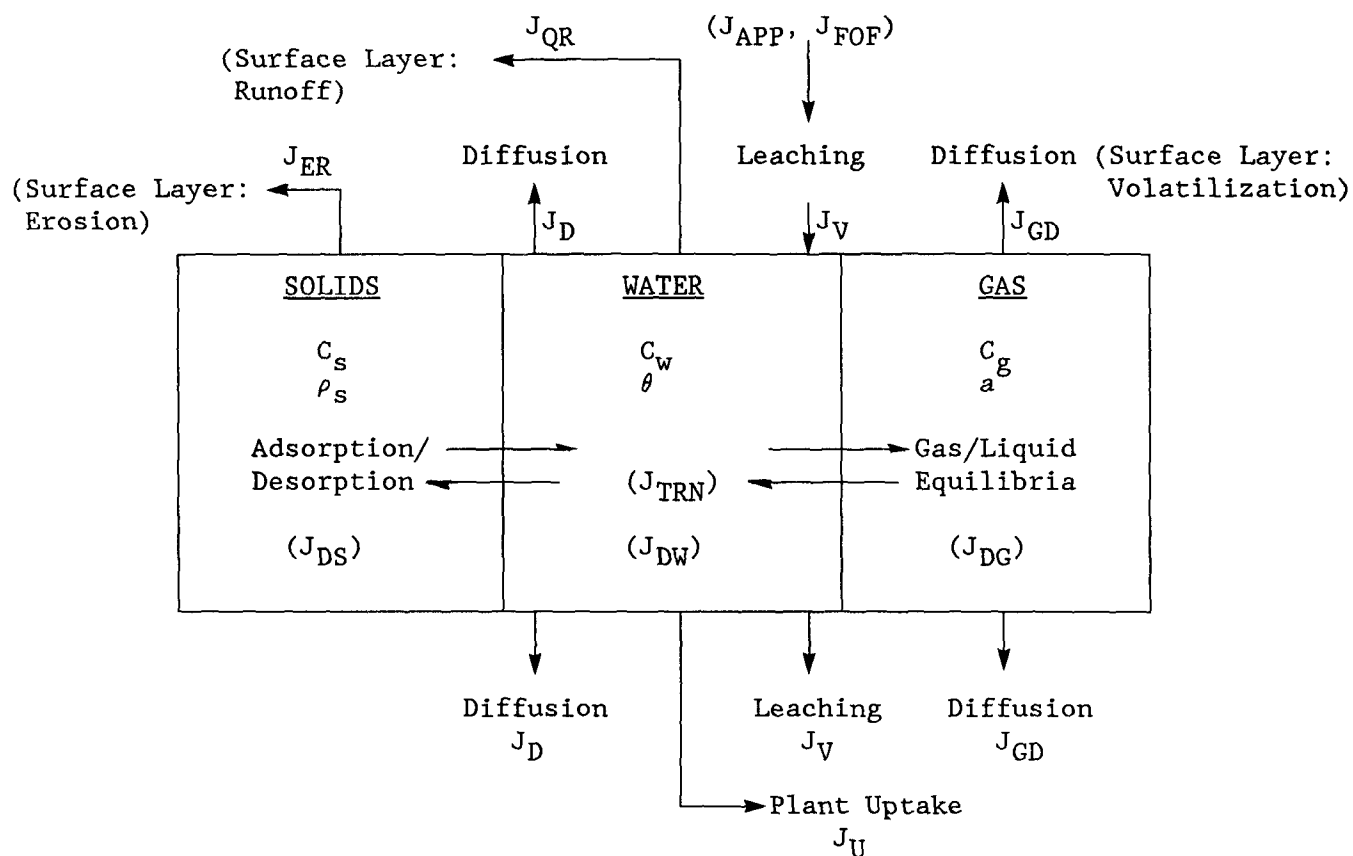 J_QR
(J_APP, J_FOF)
(Surface Layer:
Runoff)
J_ER
Diffusion
Leaching
Diffusion (Surface Layer:
Volatilization)
(Surface Layer:
Erosion)
J_D
J_V
J_GD
SOLIDS
WATER
GAS
C_s
C_w
C_g
ρ_s
θ
a
Adsorption/
Desorption
(J_TRN)
Gas/Liquid
Equilibria
(J_DS)
(J_DW)
(J_DG)
Diffusion
J_D
Leaching
J_V
Diffusion
J_GD
Plant Uptake
J_U